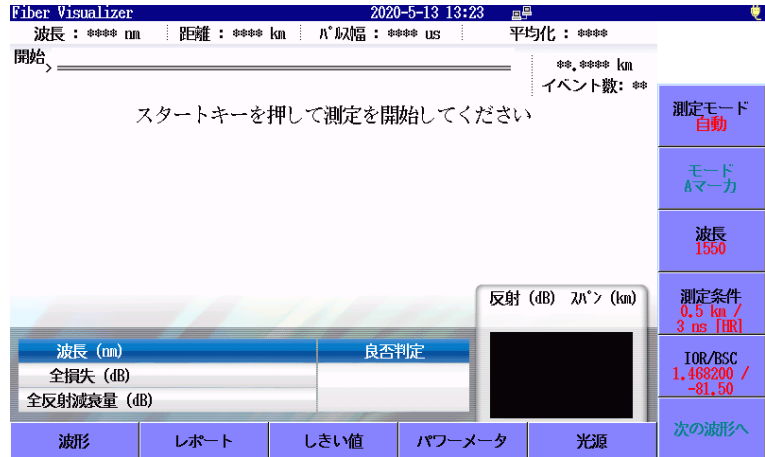 Fiber Visualizer 2020-5-13 13:23
波長：**** nm 距離：**** km ﾊﾟﾙｽ幅：**** us 平均化：****
開始
**.**** km
イベント数：**
スタートキーを押して測定を開始してください
測定モード
自動
モード
Aマーカ
波長
1550
測定条件
0.5 km /
3 ns [HR]
IOR/BSC
1.468200 /
-81.50
次の波形へ
反射 (dB) ｽﾊﾟﾝ (km)
波長 (nm) 良否判定
全損失 (dB)
全反射減衰量 (dB)
波形 レポート しきい値 パワーメータ 光源